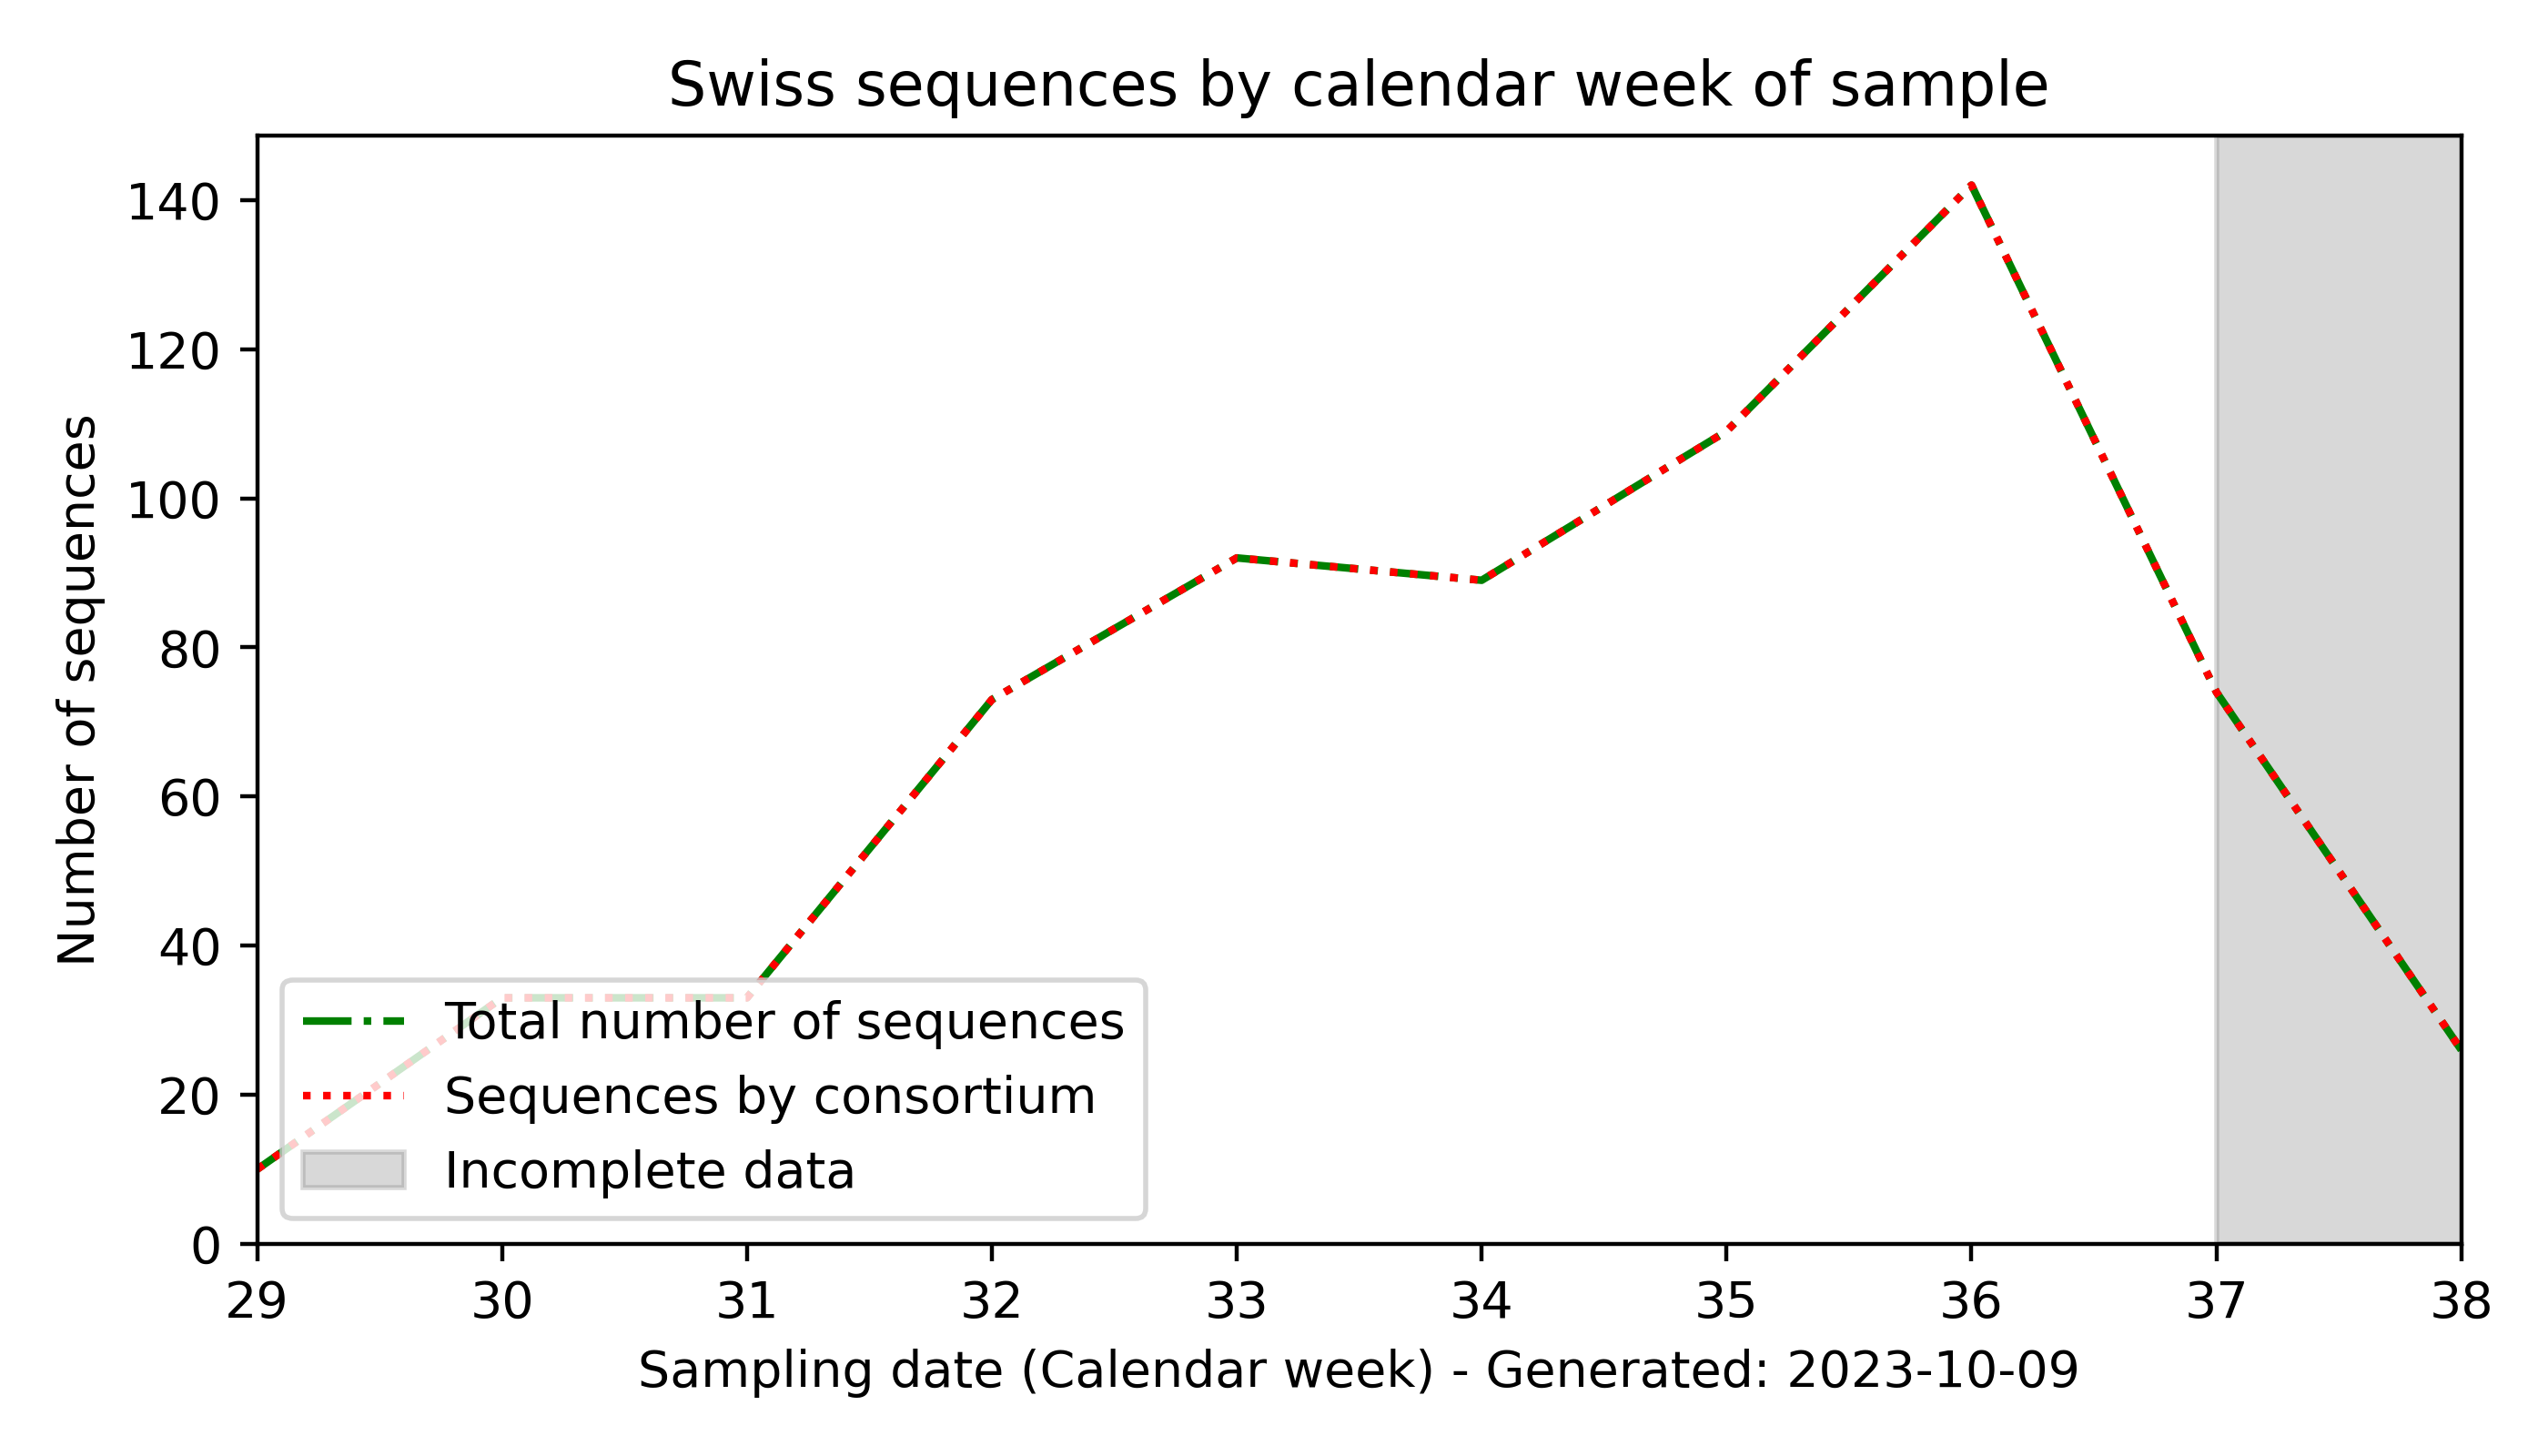 Swiss sequences by calendar week of sample
Number of sequences
140
120
100
80
60
40
20
0
Total number of sequences
Sequences by consortium
Incomplete data
29 30 31 32 33 34 35 36 37 38
Sampling date (Calendar week) - Generated: 2023-10-09